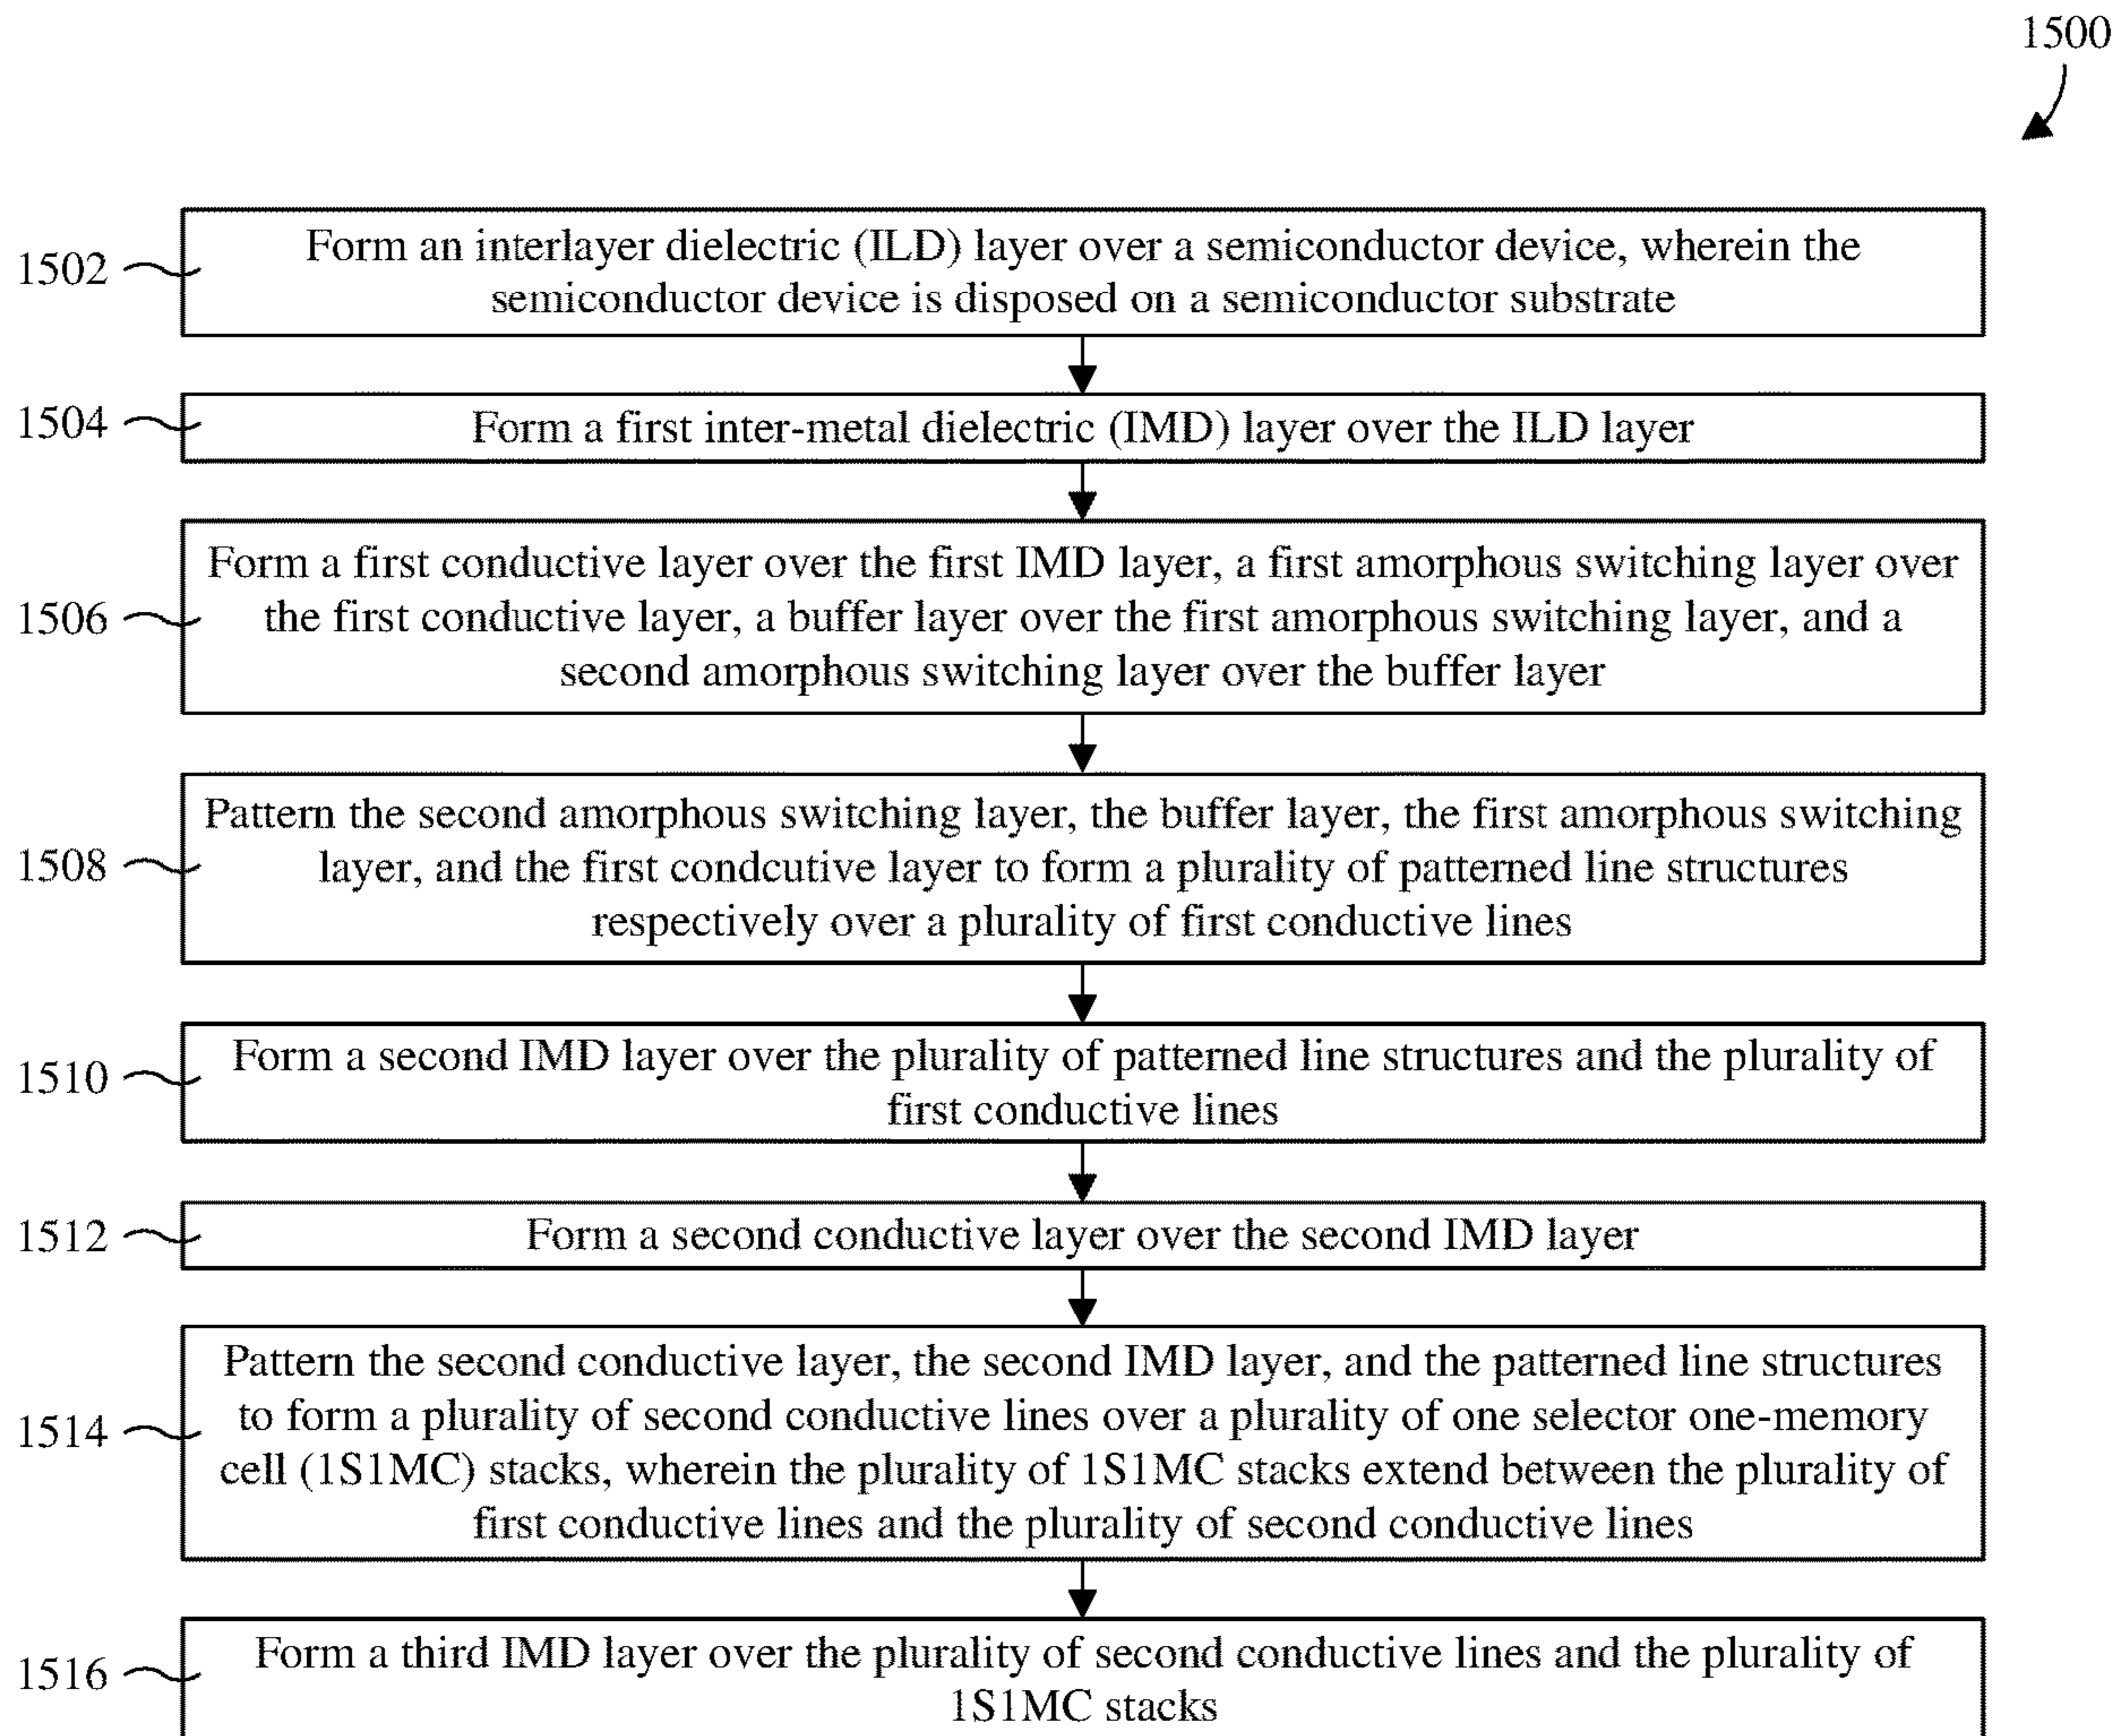 1500
1502
Form an interlayer dielectric (ILD) layer over a semiconductor device, wherein the
semiconductor device is disposed on a semiconductor substrate
1504
Form a first inter-metal dielectric (IMD) layer over the ILD layer
1506
Form a first conductive layer over the first IMD layer, a first amorphous switching layer over
the first conductive layer, a buffer layer over the first amorphous switching layer, and a
second amorphous switching layer over the buffer layer
1508
Pattern the second amorphous switching layer, the buffer layer, the first amorphous switching
layer, and the first condcutive layer to form a plurality of patterned line structures
respectively over a plurality of first conductive lines
1510
Form a second IMD layer over the plurality of patterned line structures and the plurality of
first conductive lines
1512
Form a second conductive layer over the second IMD layer
1514
Pattern the second conductive layer, the second IMD layer, and the patterned line structures
to form a plurality of second conductive lines over a plurality of one selector one-memory
cell (1S1MC) stacks, wherein the plurality of 1S1MC stacks extend between the plurality of
first conductive lines and the plurality of second conductive lines
1516
Form a third IMD layer over the plurality of second conductive lines and the plurality of
1S1MC stacks